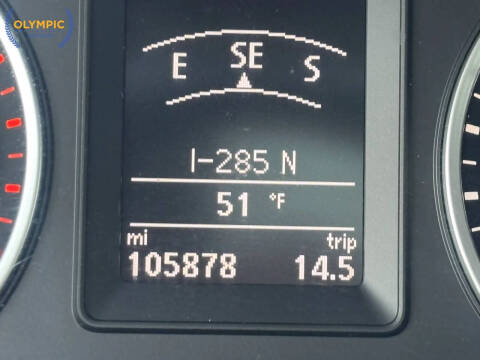 OLYMPIC
E SE S
I-285 N
51 °F
mi trip
105878 14.5